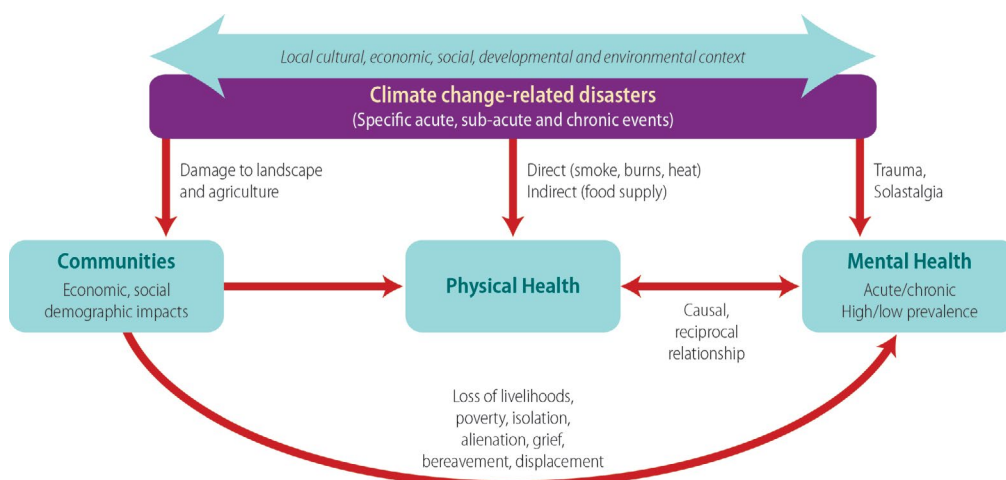 Local cultural, economic, social, developmental and environmental context
Climate change-related disasters
(Specific acute, sub-acute and chronic events)
Damage to landscape
and agriculture
Direct (smoke, burns, heat)
Indirect (food supply)
Trauma,
Solastalgia
Communities
Economic, social
demographic impacts
Physical Health
Mental Health
Acute/chronic
High/low prevalence
Causal,
reciprocal
relationship
Loss of livelihoods,
poverty, isolation,
alienation, grief,
bereavement, displacement